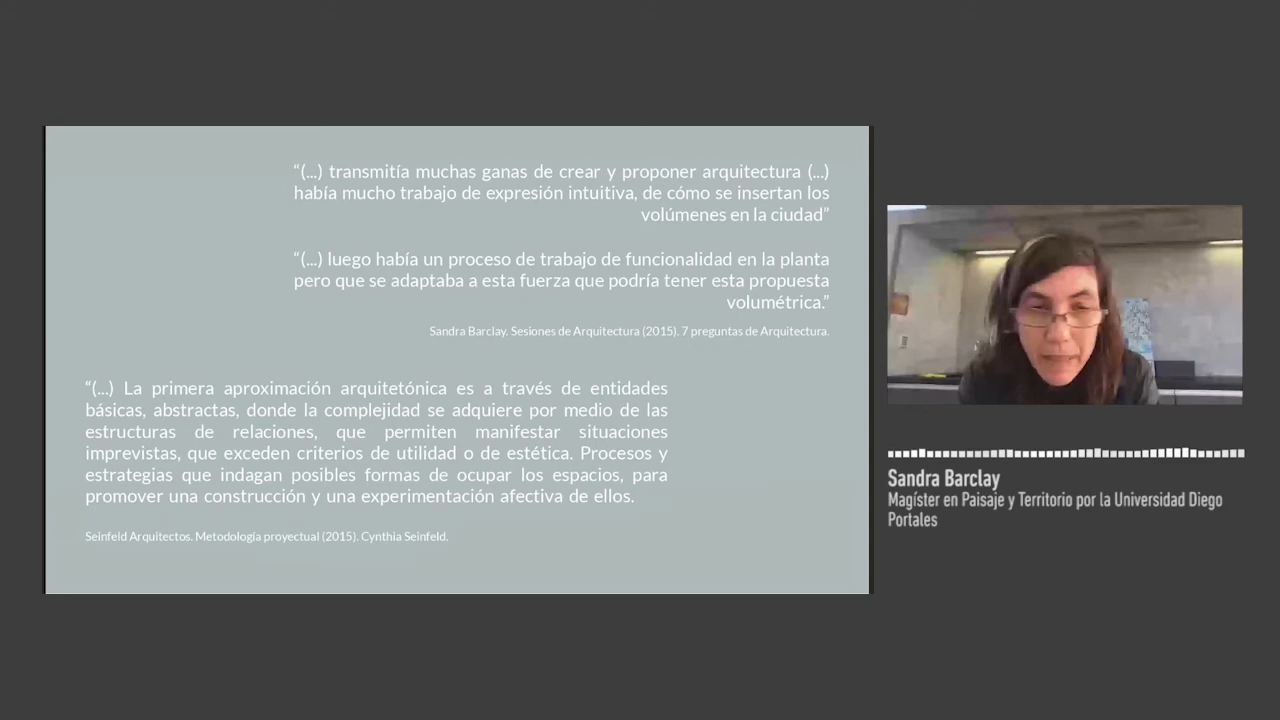 “(...) transmitía muchas ganas de crear y proponer arquitectura (...)
había mucho trabajo de expresión intuitiva, de cómo se insertan los
volúmenes en la ciudad”
“(...) luego había un proceso de trabajo de funcionalidad en la planta
pero que se adaptaba a esta fuerza que podría tener esta propuesta
volumétrica.”
Sandra Barclay. Sesiones de Arquitectura (2015). 7 preguntas de Arquitectura.
“(...) La primera aproximación arquitetónica es a través de entidades
básicas, abstractas, donde la complejidad se adquiere por medio de las
estructuras de relaciones, que permiten manifestar situaciones
imprevistas, que exceden criterios de utilidad o de estética. Procesos y
estrategias que indagan posibles formas de ocupar los espacios, para
promover una construcción y una experimentación afectiva de ellos.
Seinfeld Arquitectos. Metodología proyectual (2015). Cynthia Seinfeld.
Sandra Barclay
Magíster en Paisaje y Territorio por la Universidad Diego
Portales